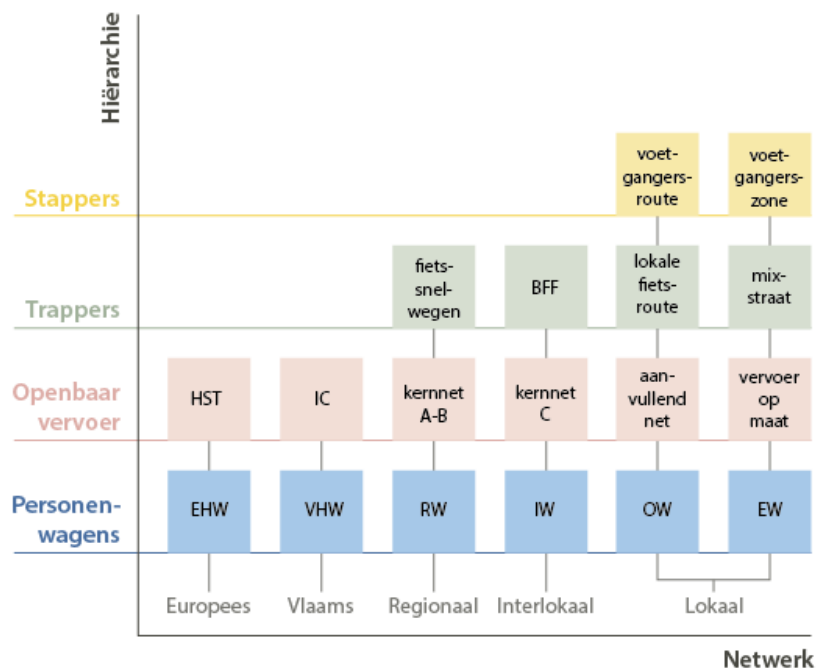 Hiërarchie
Stappers
voet-
gangers-
route
voet-
gangers-
zone
Trappers
fiets-
snel-
wegen
BFF
lokale
fiets-
route
mix-
straat
Openbaar
vervoer
HST
IC
kernnet
A-B
kernnet
C
aan-
vullend
net
vervoer
op
maat
Personen-
wagens
EHW
VHW
RW
IW
OW
EW
Europees
Vlaams
Regionaal
Interlokaal
Lokaal
Netwerk